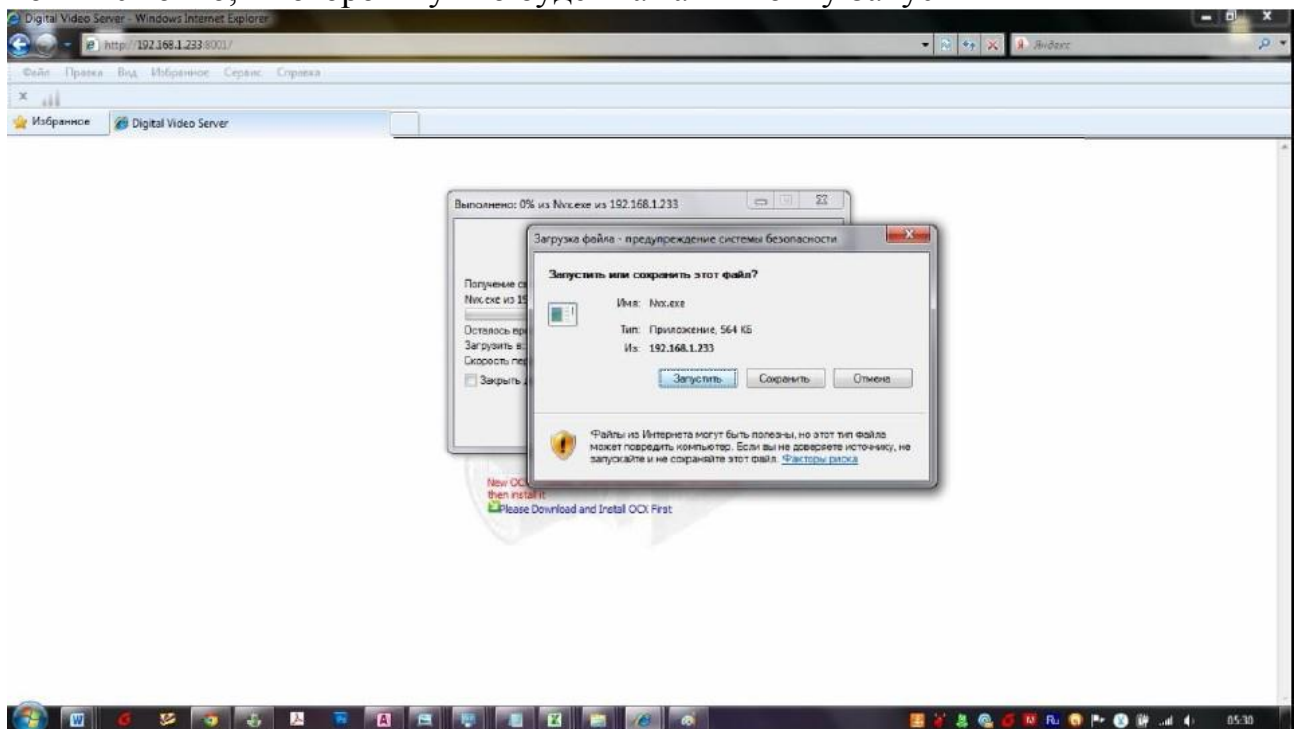 Digital Video Server - Windows Internet Explorer
http://192.168.1.233:8001/
Яндекс
Файл Правка Вид Избранное Сервис Справка
Избранное
Digital Video Server
Выполнено: 0% из Nvc.exe из 192.168.1.233
Загрузка файла - предупреждение системы безопасности
Запустить или сохранить этот файл?
Получение
Имя: Nvc.exe
Тип: Приложение, 564 КБ
Осталось
Из: 192.168.1.233
Загрузить в:
Скорость
Закрыть
Запустить Сохранить Отмена
Файлы из Интернета могут быть полезны, но этот тип файла
может повредить компьютер. Если вы не доверяете источнику, не
запускайте и не сохраняйте этот файл. Факторы риска
New OC
then install it
Please Download and Install OCX First
05:30